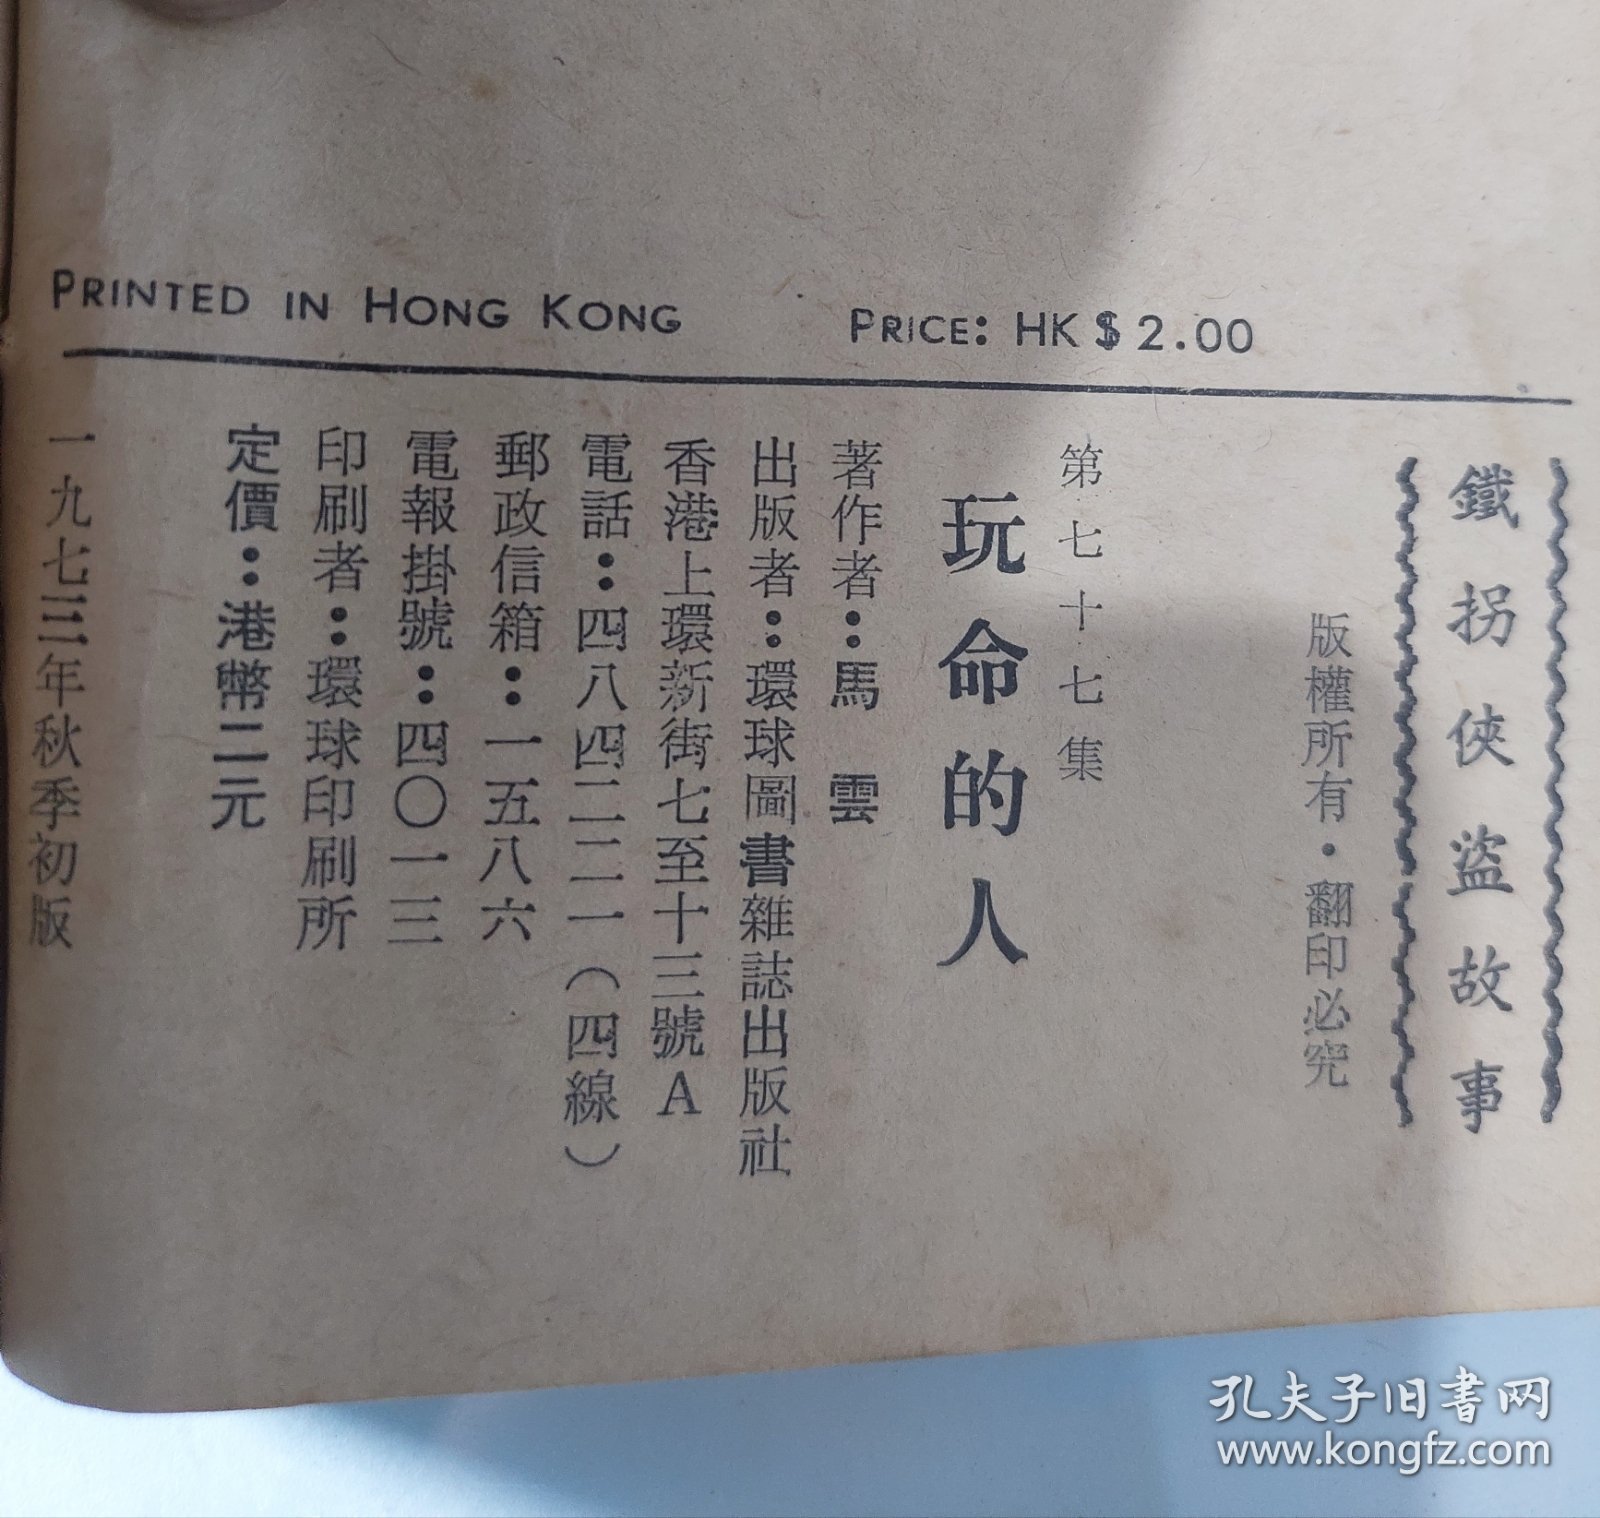 PRINTED IN HONG KONG PRICE: HK$2.00
鐵拐俠盜故事
版權所有・翻印必究
第七十七集
玩命的人
著作者：馬 雲
出版者：環球圖書雜誌出版社
香港上環新街七至十三號A
電話：四八四二二一（四線）
郵政信箱：一五八六
電報掛號：四〇一三
印刷者：環球印刷所
定價：港幣二元
一九七三年秋季初版
孔夫子旧书网
www.kongfz.com